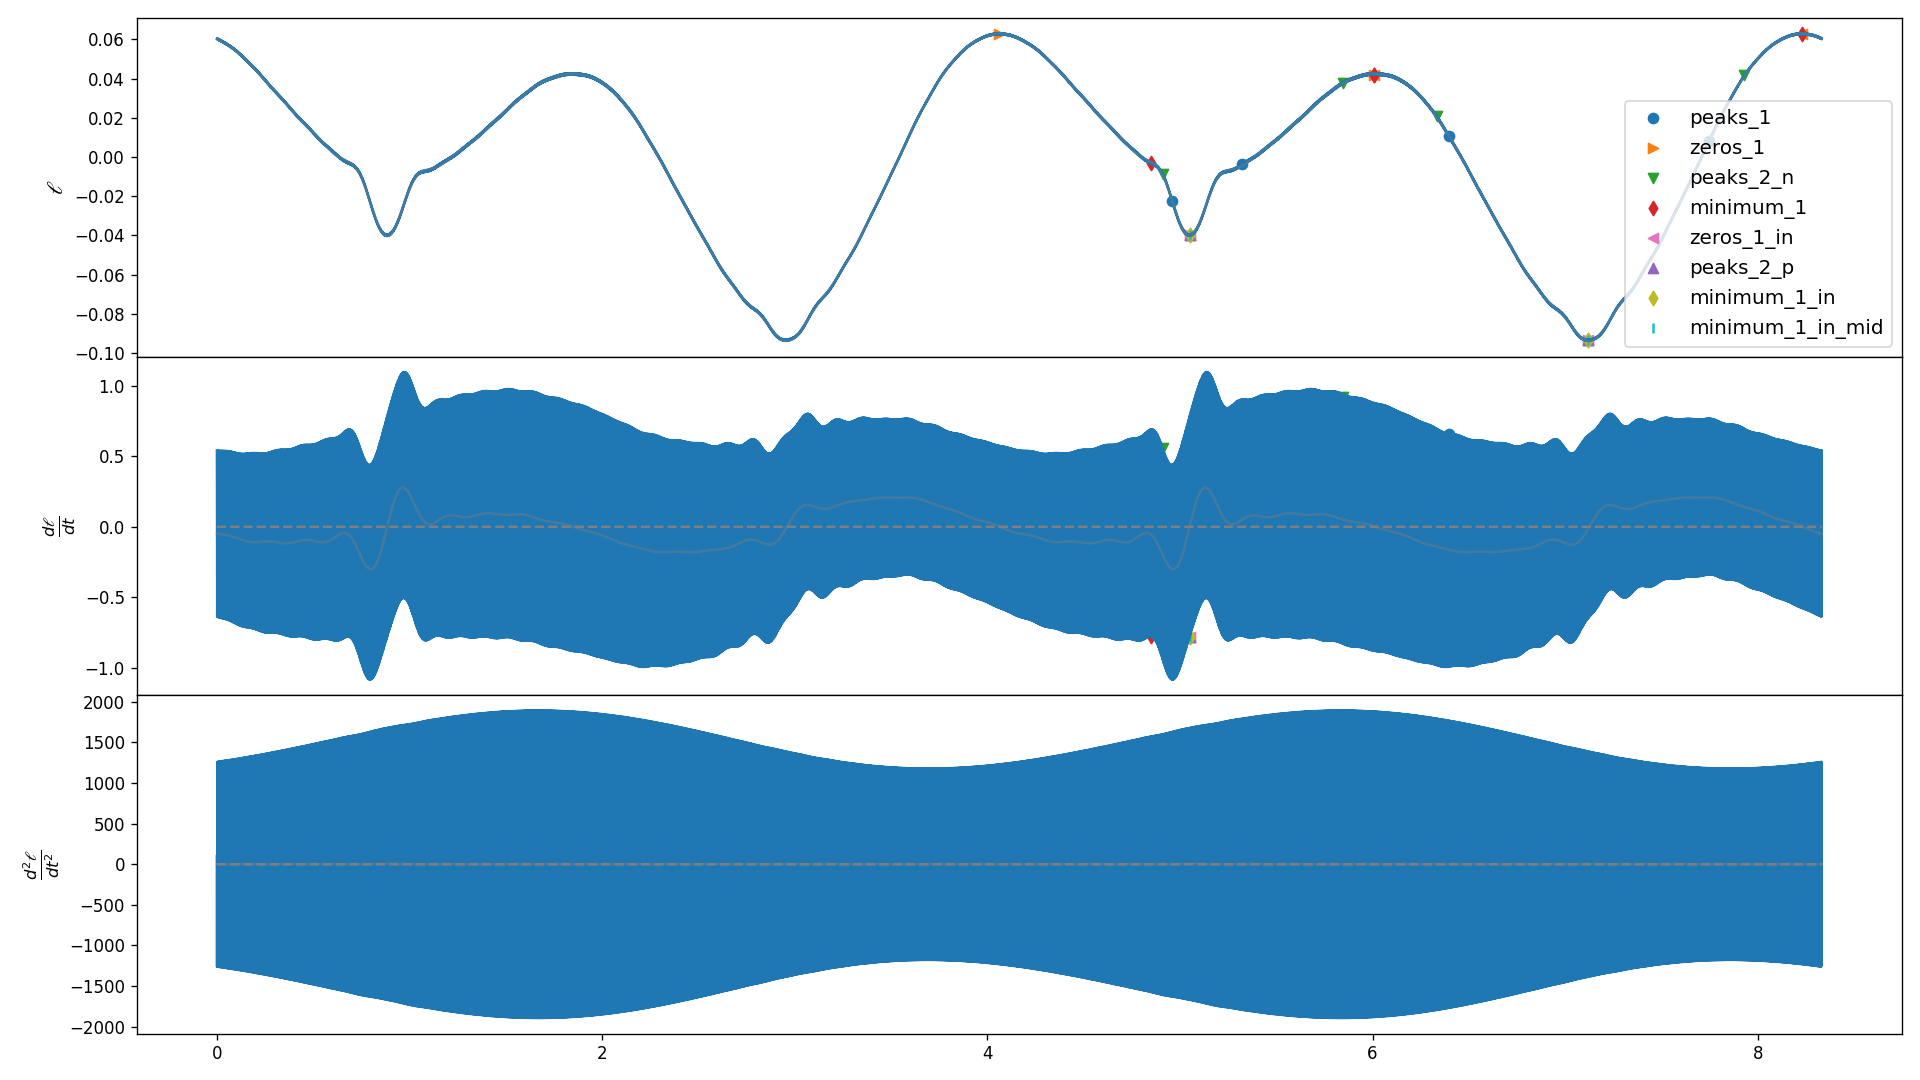 0.06
0.04
0.02
0.00
−0.02
−0.04
−0.06
−0.08
−0.10
ℓ
peaks_1
zeros_1
peaks_2_n
minimum_1
zeros_1_in
peaks_2_p
minimum_1_in
minimum_1_in_mid
1.0
0.5
0.0
−0.5
−1.0
dℓ
dt
2000
1500
1000
500
0
−500
−1000
−1500
−2000
d²ℓ
dt²
0 2 4 6 8